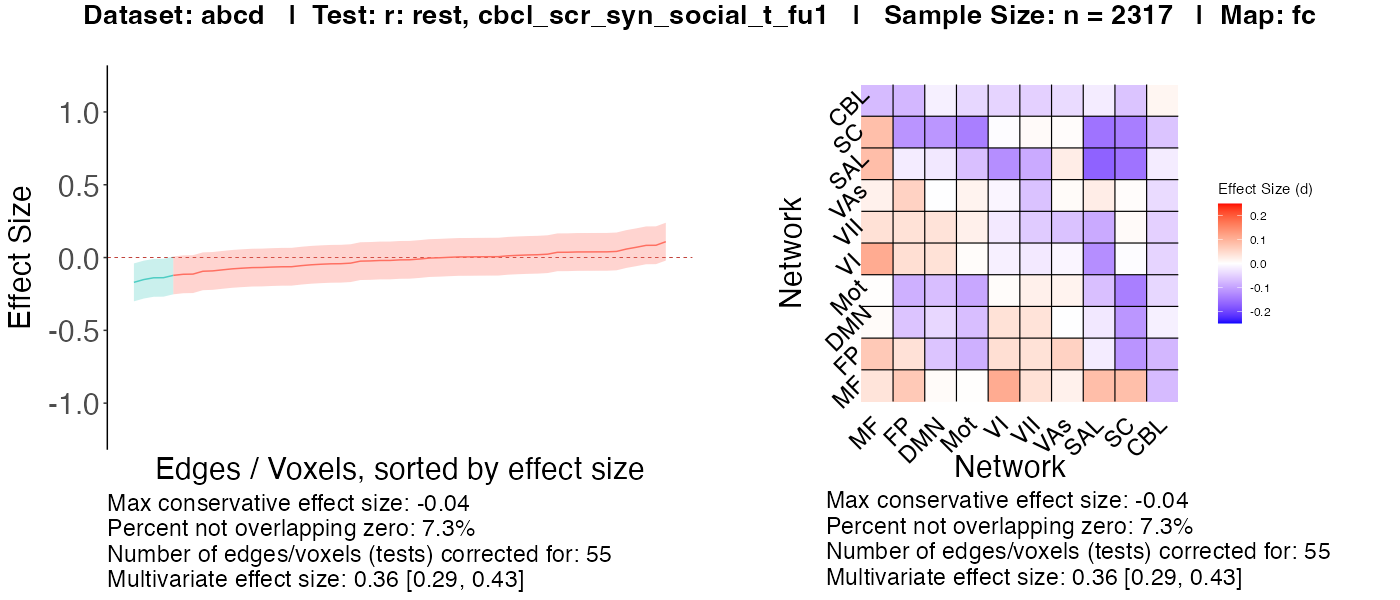 Dataset: abcd   |  Test: r: rest, cbcl_scr_syn_social_t_fu1   |   Sample Size: n = 2317   |  Map: fc
Effect Size
1.0
0.5
0.0
-0.5
-1.0
Edges / Voxels, sorted by effect size
Max conservative effect size: -0.04
Percent not overlapping zero: 7.3%
Number of edges/voxels (tests) corrected for: 55
Multivariate effect size: 0.36 [0.29, 0.43]
Network
CBL
SC
SAL
VAs
VII
VI
Mot
DMN
FP
MF
MF
FP
DMN
Mot
VI
VII
VAs
SAL
SC
CBL
Network
Effect Size (d)
0.2
0.1
0.0
-0.1
-0.2
Max conservative effect size: -0.04
Percent not overlapping zero: 7.3%
Number of edges/voxels (tests) corrected for: 55
Multivariate effect size: 0.36 [0.29, 0.43]